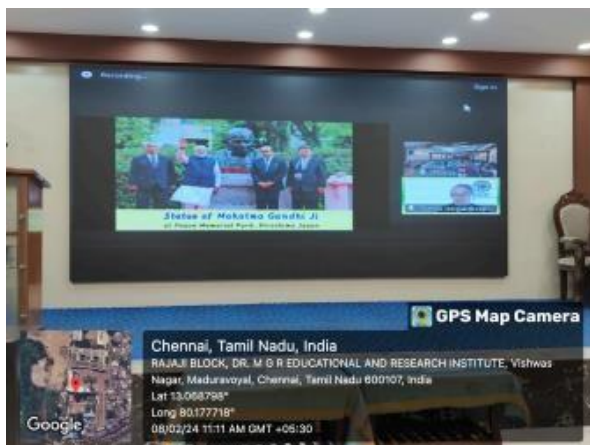 Recording...
Sign in
Statue of Mahatma Gandhi Ji
at Peace Memorial Park, Hiroshima Japan
GPS Map Camera
Chennai, Tamil Nadu, India
RAJAJI BLOCK, DR. M G R EDUCATIONAL AND RESEARCH INSTITUTE, Vishwas
Nagar, Maduravoyal, Chennai, Tamil Nadu 600107, India
Lat 13.068798°
Long 80.177718°
08/02/24 11:11 AM GMT +05:30
Google